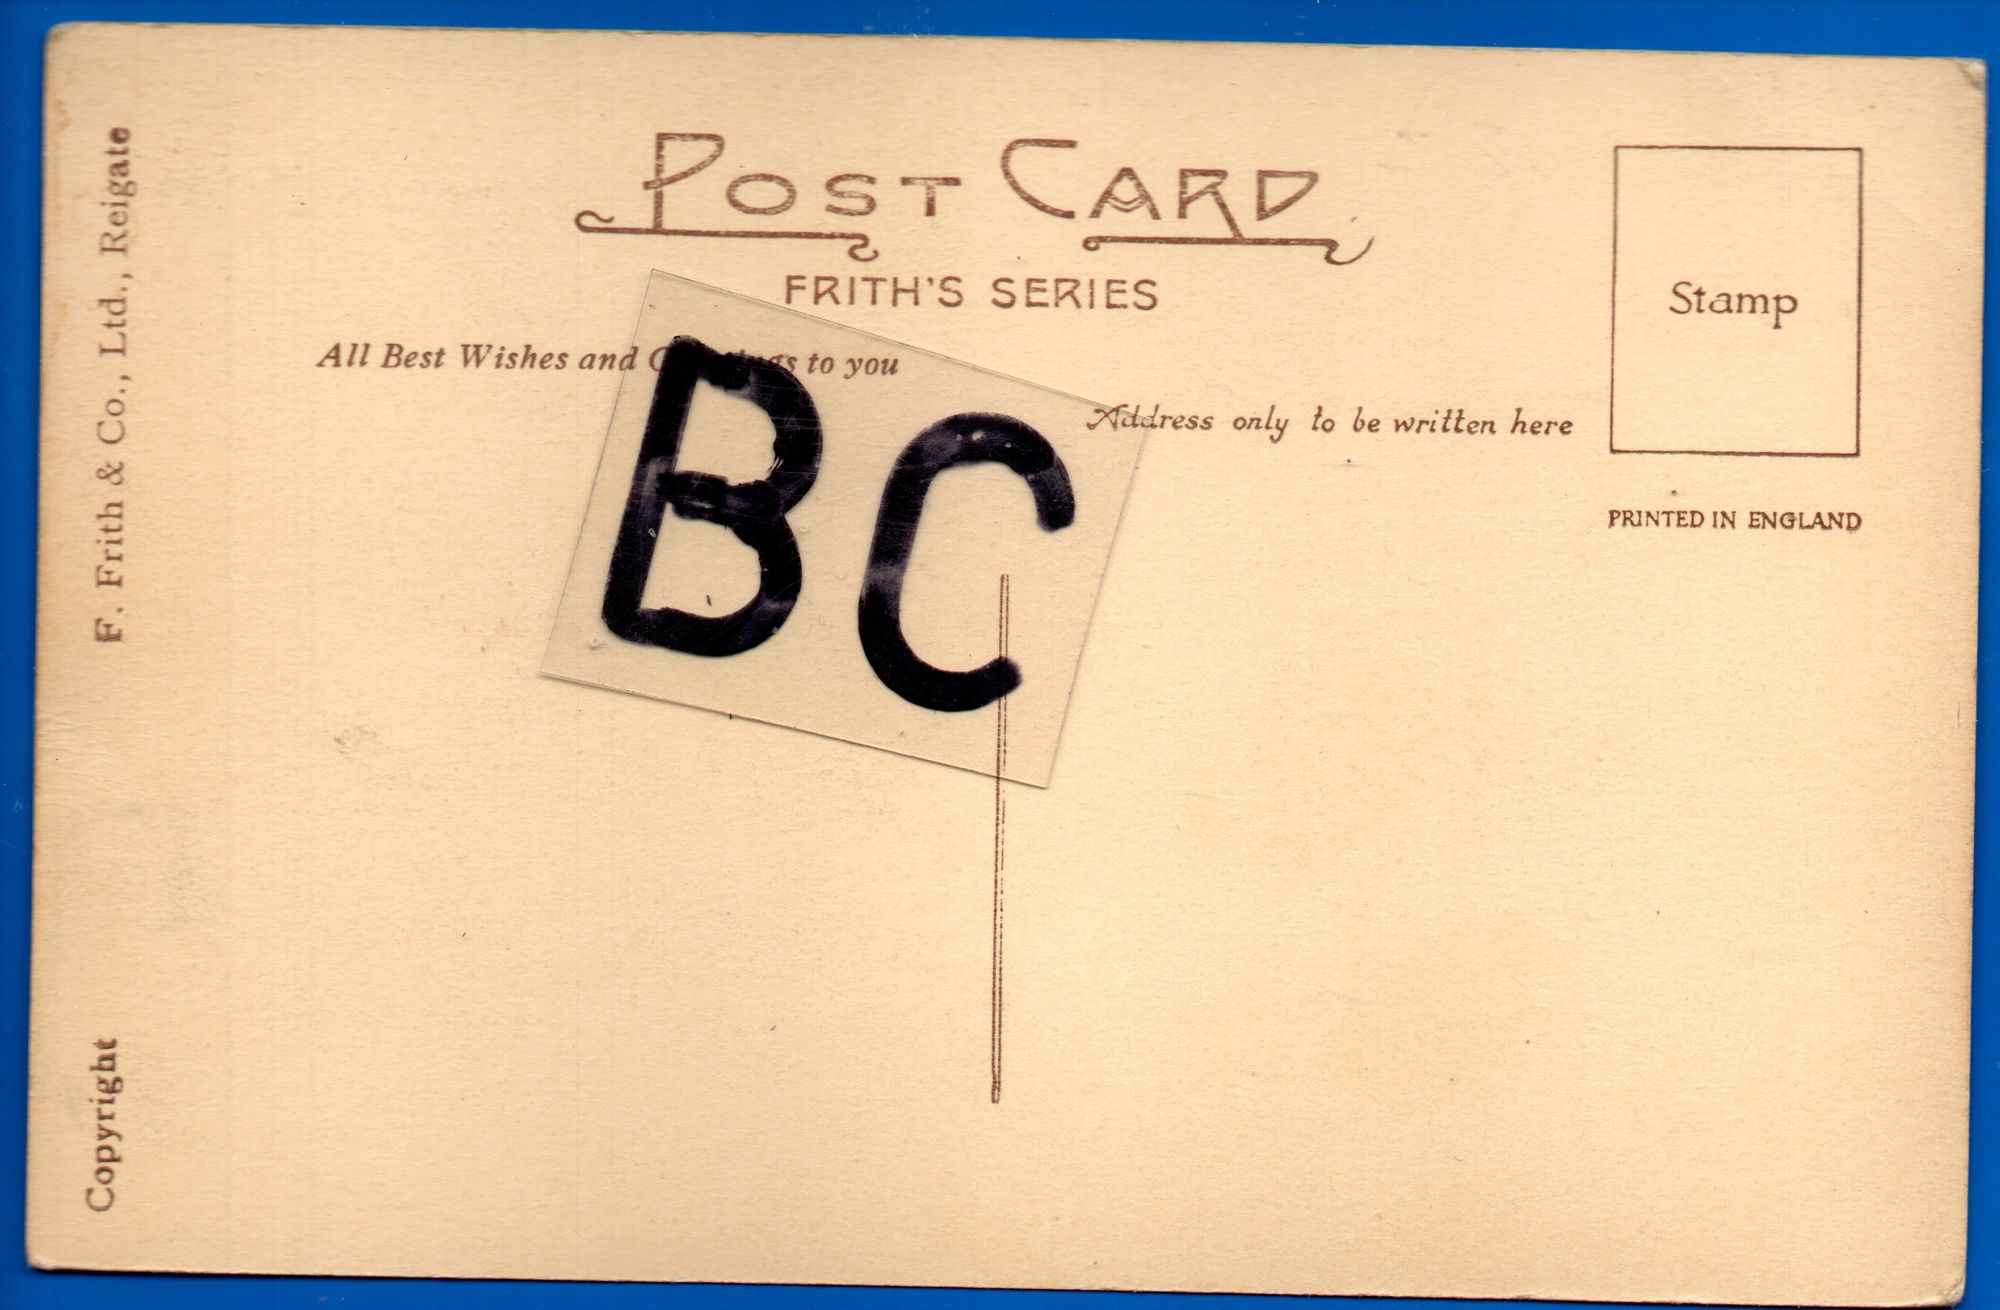 POST CARD
FRITH'S SERIES
All Best Wishes and to you
Address only to be written here
Stamp
PRINTED IN ENGLAND
BC
F. Frith & Co., Ltd., Reigate
Copyright